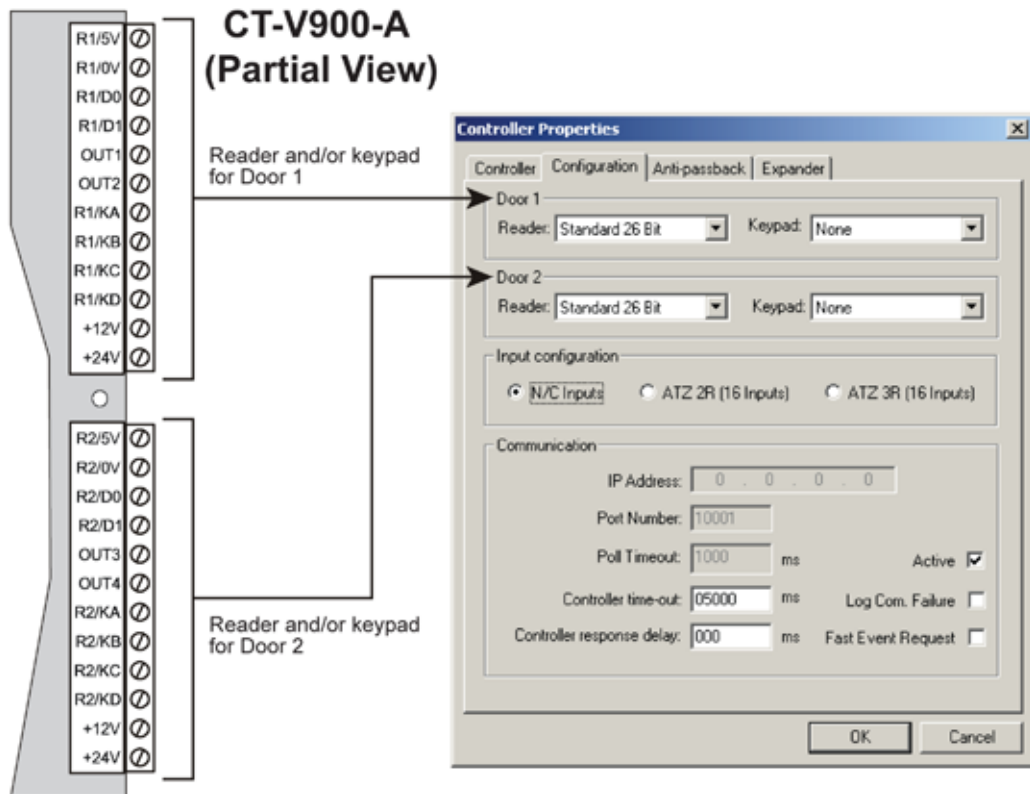 CT-V900-A
(Partial View)
R1/5V
R1/0V
R1/D0
R1/D1
OUT1
OUT2
R1/KA
R1/KB
R1/KC
R1/KD
+12V
+24V
Reader and/or keypad
for Door 1
R2/5V
R2/0V
R2/D0
R2/D1
OUT3
OUT4
R2/KA
R2/KB
R2/KC
R2/KD
+12V
+24V
Reader and/or keypad
for Door 2
Controller Properties
Controller Configuration Anti-passback Expander
Door 1
Reader: Standard 26 Bit Keypad: None
Door 2
Reader: Standard 26 Bit Keypad: None
Input configuration
N/C Inputs ATZ 2R (16 Inputs) ATZ 3R (16 Inputs)
Communication
IP Address: 0 . 0 . 0 . 0
Port Number: 10001
Poll Timeout: 1000 ms Active
Controller time-out: 05000 ms Log Com. Failure
Controller response delay: 000 ms Fast Event Request
OK Cancel